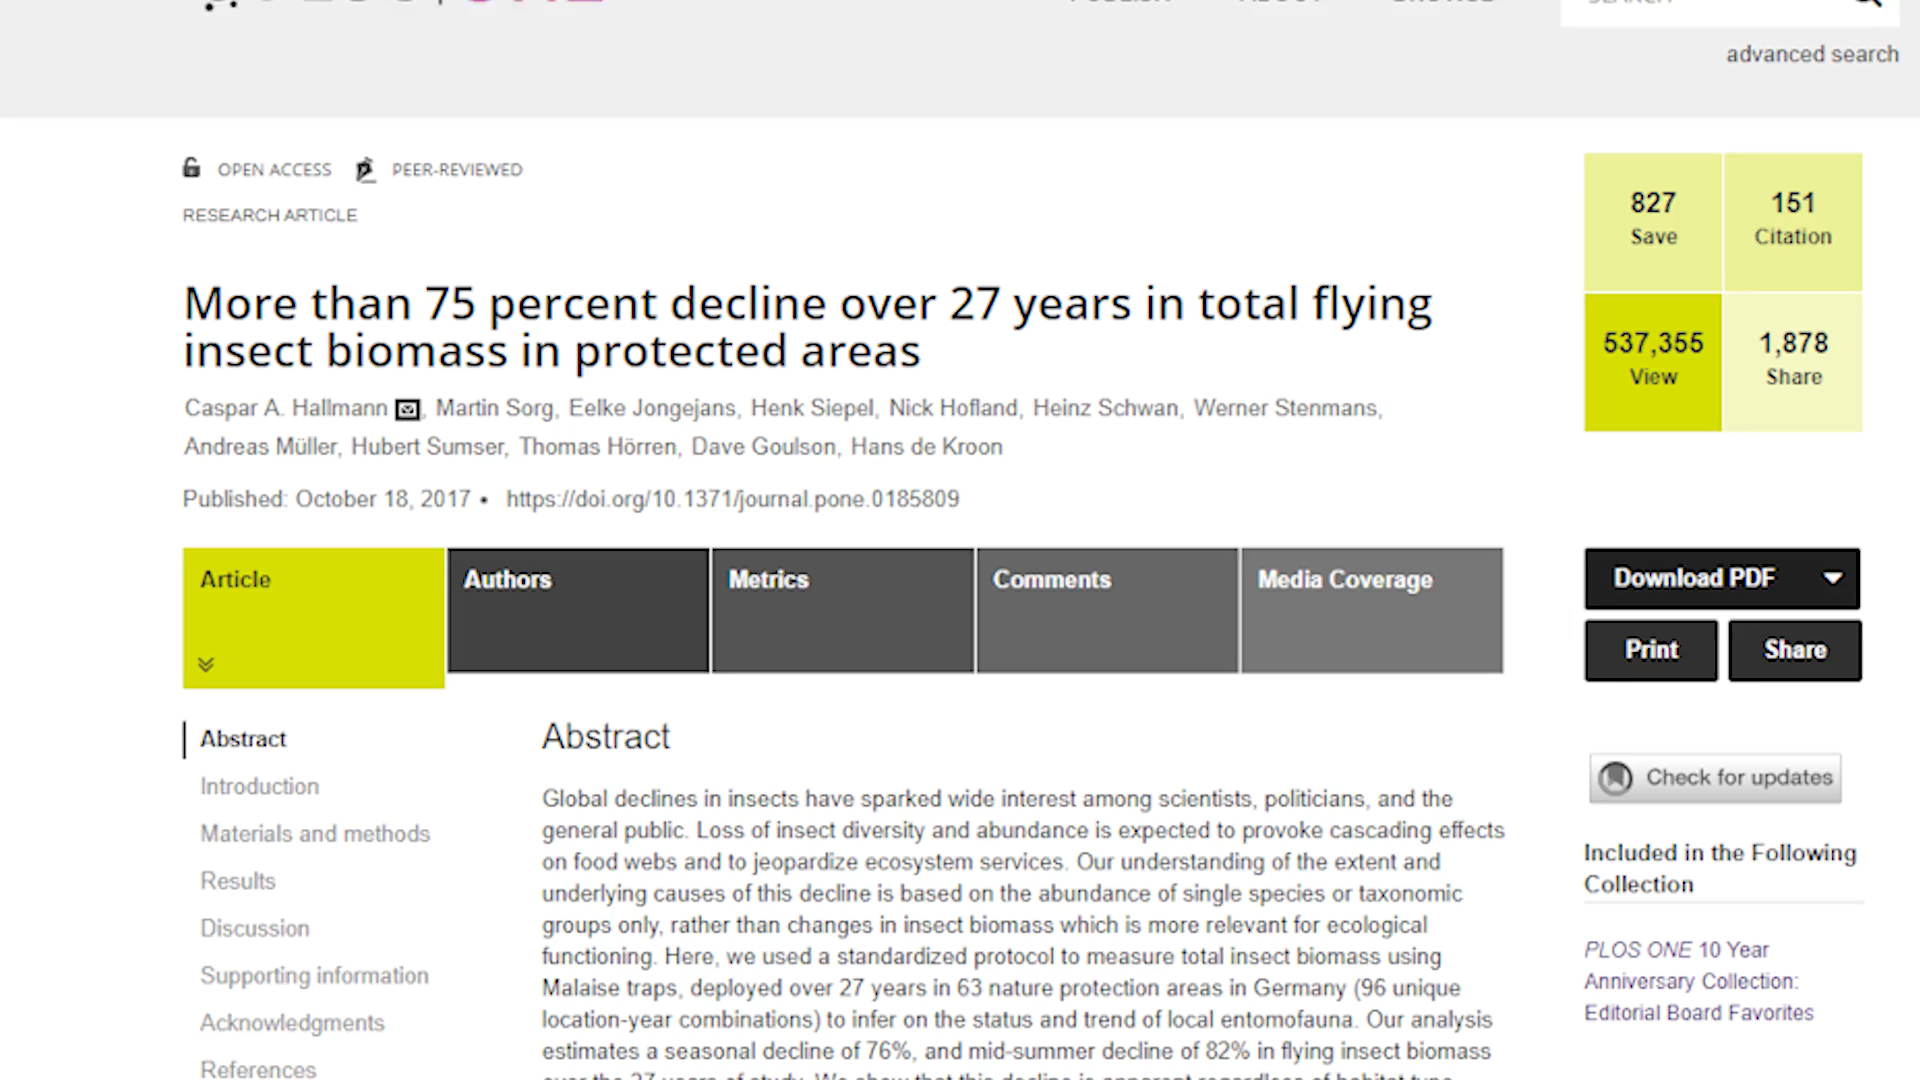 advanced search
OPEN ACCESS PEER-REVIEWED
RESEARCH ARTICLE
827
Save
151
Citation
537,355
View
1,878
Share
More than 75 percent decline over 27 years in total flying
insect biomass in protected areas
Caspar A. Hallmann , Martin Sorg, Eelke Jongejans, Henk Siepel, Nick Hofland, Heinz Schwan, Werner Stenmans,
Andreas Müller, Hubert Sumser, Thomas Hörren, Dave Goulson, Hans de Kroon
Published: October 18, 2017 • https://doi.org/10.1371/journal.pone.0185809
Article
Authors
Metrics
Comments
Media Coverage
Download PDF
Print
Share
Abstract
Introduction
Materials and methods
Results
Discussion
Supporting information
Acknowledgments
References
Abstract
Global declines in insects have sparked wide interest among scientists, politicians, and the
general public. Loss of insect diversity and abundance is expected to provoke cascading effects
on food webs and to jeopardize ecosystem services. Our understanding of the extent and
underlying causes of this decline is based on the abundance of single species or taxonomic
groups only, rather than changes in insect biomass which is more relevant for ecological
functioning. Here, we used a standardized protocol to measure total insect biomass using
Malaise traps, deployed over 27 years in 63 nature protection areas in Germany (96 unique
location-year combinations) to infer on the status and trend of local entomofauna. Our analysis
estimates a seasonal decline of 76%, and mid-summer decline of 82% in flying insect biomass
Check for updates
Included in the Following
Collection
PLOS ONE 10 Year
Anniversary Collection:
Editorial Board Favorites